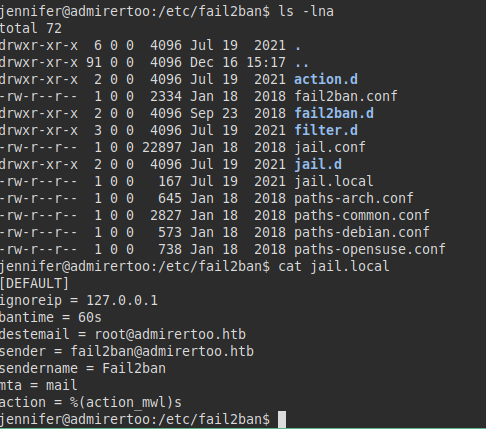 jennifer@admirertoo:/etc/fail2ban$ ls -lna
total 72
drwxr-xr-x  6 0 0  4096 Jul 19  2021 .
drwxr-xr-x 91 0 0  4096 Dec 16 15:17 ..
drwxr-xr-x  2 0 0  4096 Jul 19  2021 action.d
-rw-r--r--  1 0 0  2334 Jan 18  2018 fail2ban.conf
drwxr-xr-x  2 0 0  4096 Sep 23  2018 fail2ban.d
drwxr-xr-x  3 0 0  4096 Jul 19  2021 filter.d
-rw-r--r--  1 0 0 22897 Jan 18  2018 jail.conf
drwxr-xr-x  2 0 0  4096 Jul 19  2021 jail.d
-rw-r--r--  1 0 0   167 Jul 19  2021 jail.local
-rw-r--r--  1 0 0   645 Jan 18  2018 paths-arch.conf
-rw-r--r--  1 0 0  2827 Jan 18  2018 paths-common.conf
-rw-r--r--  1 0 0   573 Jan 18  2018 paths-debian.conf
-rw-r--r--  1 0 0   738 Jan 18  2018 paths-opensuse.conf
jennifer@admirertoo:/etc/fail2ban$ cat jail.local
[DEFAULT]
ignoreip = 127.0.0.1
bantime = 60s
destemail = root@admirertoo.htb
sender = fail2ban@admirertoo.htb
sendername = Fail2ban
mta = mail
action = %(action_mwl)s
jennifer@admirertoo:/etc/fail2ban$